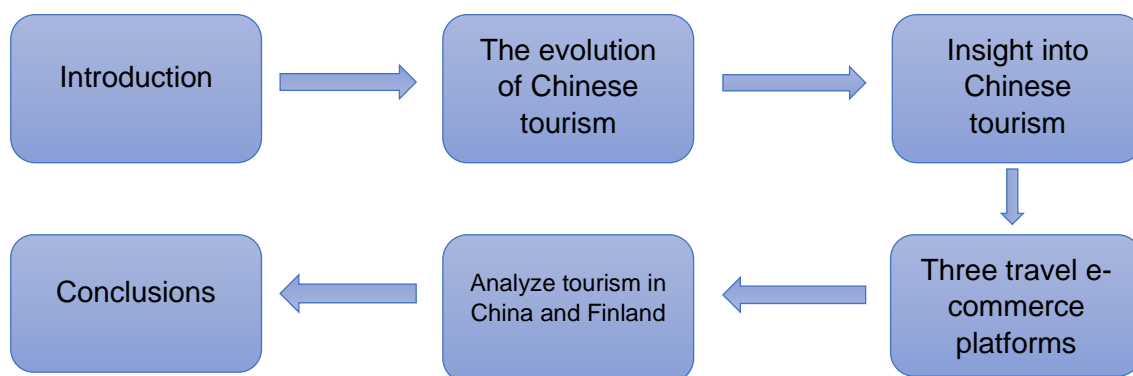 Introduction
The evolution
of Chinese
tourism
Insight into
Chinese
tourism
Three travel e-
commerce
platforms
Analyze tourism in
China and Finland
Conclusions